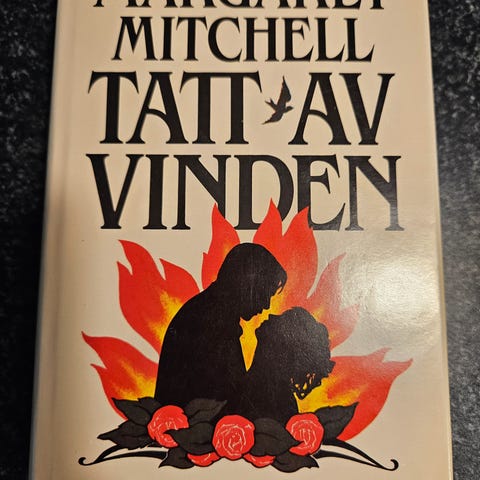 MARGARET
MITCHELL
TATT AV
VINDEN